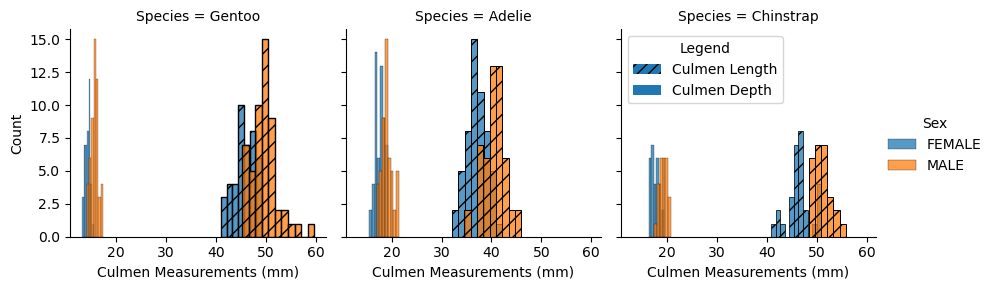 Species = Gentoo
Species = Adelie
Species = Chinstrap
Count
15.0
12.5
10.0
7.5
5.0
2.5
0.0
20 30 40 50 60
Culmen Measurements (mm)
20 30 40 50 60
Culmen Measurements (mm)
20 30 40 50 60
Culmen Measurements (mm)
Legend
Culmen Length
Culmen Depth
Sex
FEMALE
MALE